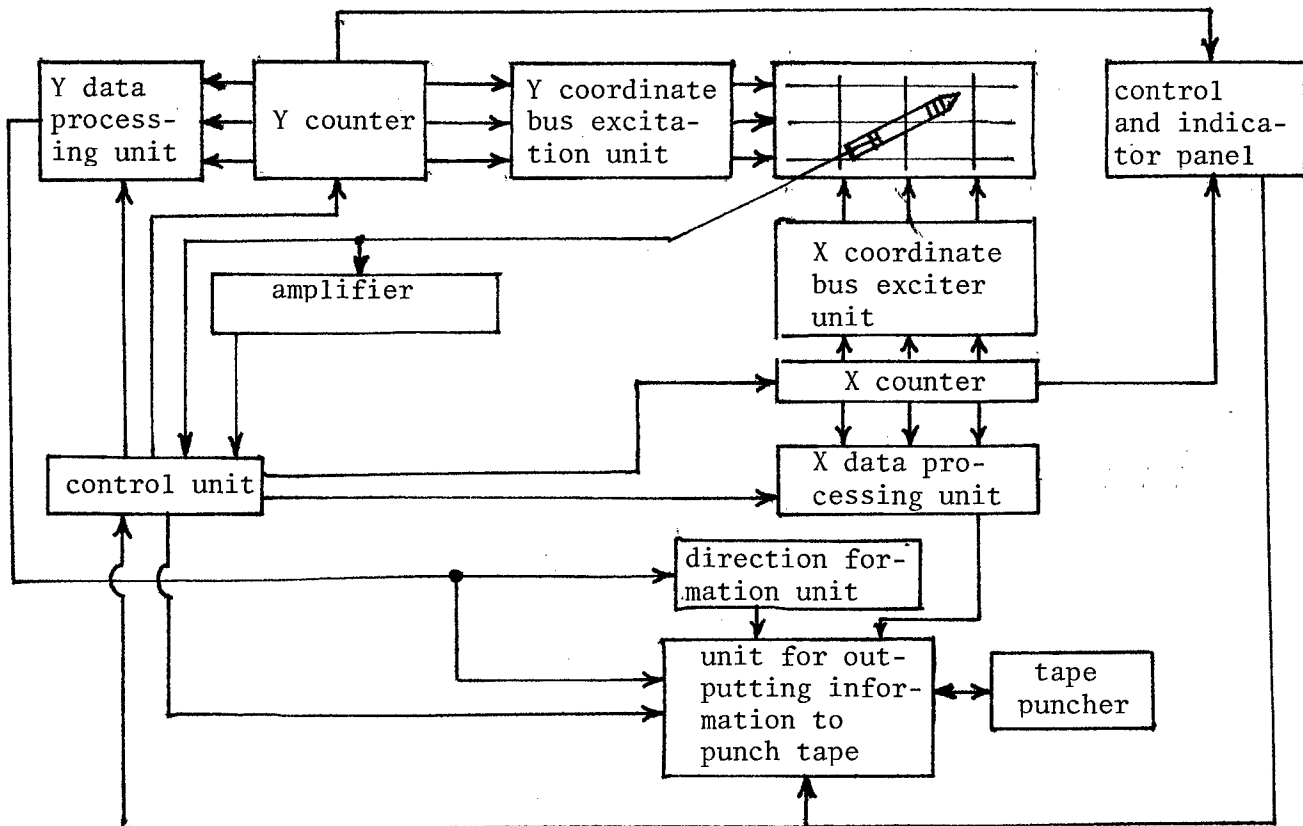 Y data
process-
ing unit
Y counter
Y coordinate
bus excita-
tion unit
control
and indica-
tor panel
X coordinate
bus exciter
unit
amplifier
X counter
control unit
X data pro-
cessing unit
direction for-
mation unit
unit for out-
putting infor-
mation to
punch tape
tape
puncher